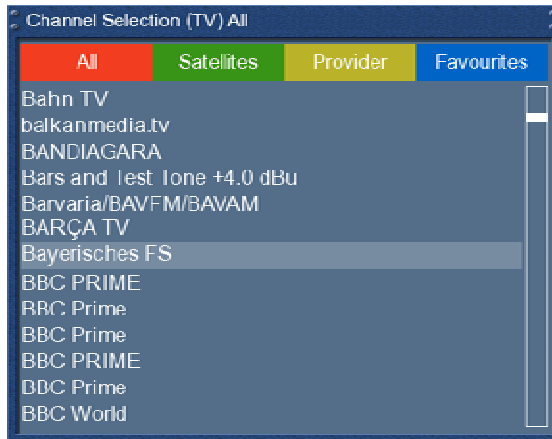 Channel Selection (TV) All
All Satellites Provider Favourites
Bahn TV
balkanmedia.tv
BANDIAGARA
Bars and Test Tone +4.0 dBu
Barvaria/BAVFM/BAVAM
BARÇA TV
Bayerisches FS
BBC PRIME
BBC Prime
BBC Prime
BBC PRIME
BBC Prime
BBC World